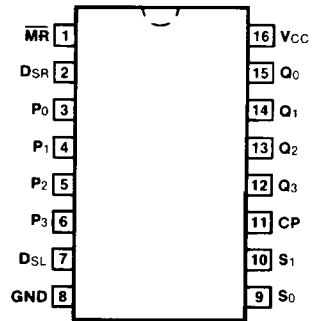 M̅R̅ 1 16 VCC
DSR 2 15 Q0
P0 3 14 Q1
P1 4 13 Q2
P2 5 12 Q3
P3 6 11 CP
DSL 7 10 S1
GND 8 9 S0